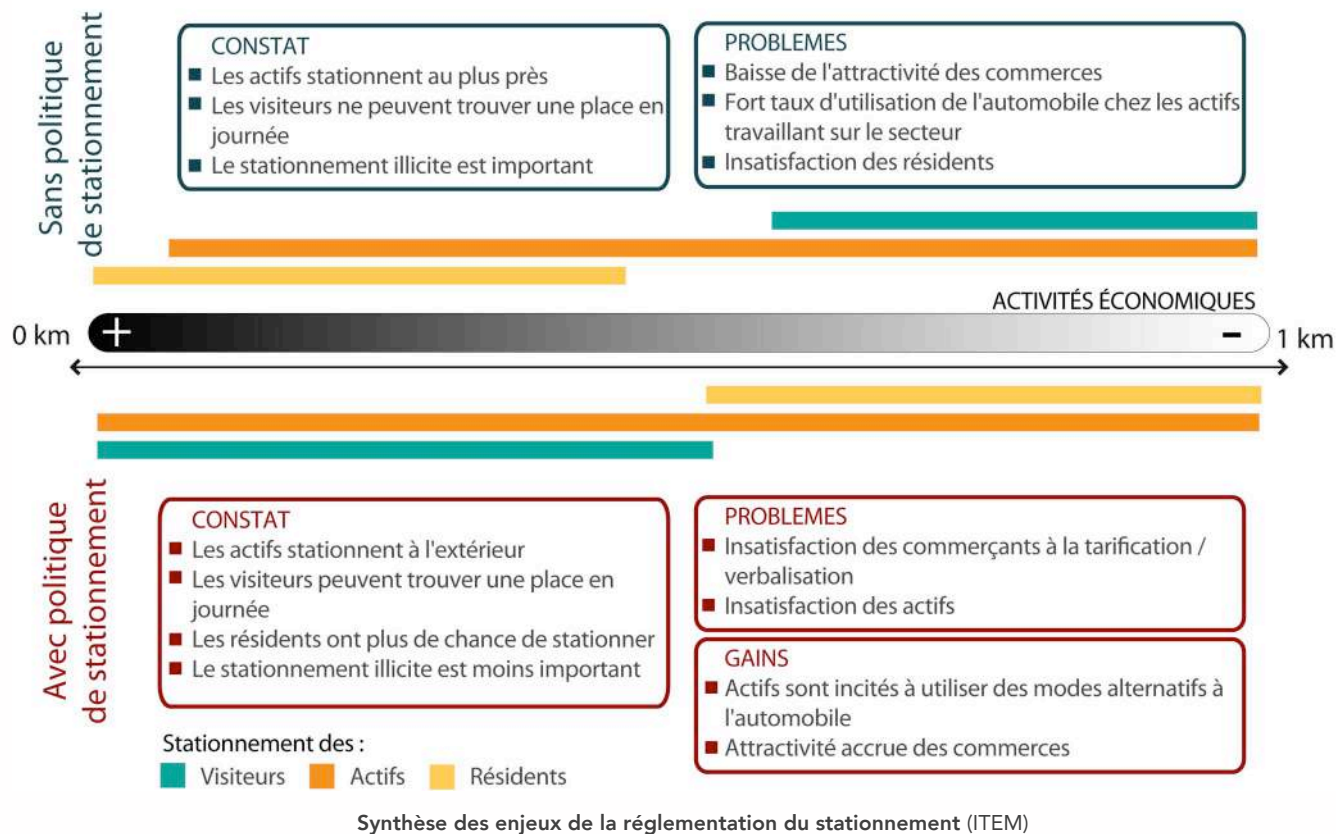 Sans politique
de stationnement
CONSTAT
■ Les actifs stationnent au plus près
■ Les visiteurs ne peuvent trouver une place en
journée
■ Le stationnement illicite est important
PROBLEMES
■ Baisse de l'attractivité des commerces
■ Fort taux d'utilisation de l'automobile chez les actifs
travaillant sur le secteur
■ Insatisfaction des résidents
ACTIVITÉS ÉCONOMIQUES
0 km + - 1 km
Avec politique
de stationnement
CONSTAT
■ Les actifs stationnent à l'extérieur
■ Les visiteurs peuvent trouver une place en
journée
■ Les résidents ont plus de chance de stationner
■ Le stationnement illicite est moins important
PROBLEMES
■ Insatisfaction des commerçants à la tarification /
verbalisation
■ Insatisfaction des actifs
GAINS
■ Actifs sont incités à utiliser des modes alternatifs à
l'automobile
■ Attractivité accrue des commerces
Stationnement des :
Visiteurs Actifs Résidents
Synthèse des enjeux de la réglementation du stationnement (ITEM)